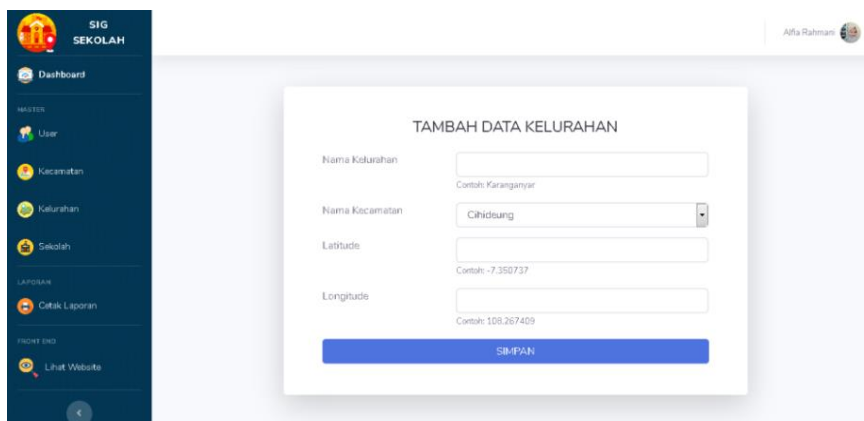 SIG
SEKOLAH
Alfia Rahmani
Dashboard
MASTER
User
Kecamatan
Kelurahan
Sekolah
LAPORAN
Cetak Laporan
FRONT END
Lihat Website
TAMBAH DATA KELURAHAN
Nama Kelurahan
Contoh: Karanganyar
Nama Kecamatan
Cihideung
Latitude
Contoh: -7.350737
Longitude
Contoh: 108.267409
SIMPAN